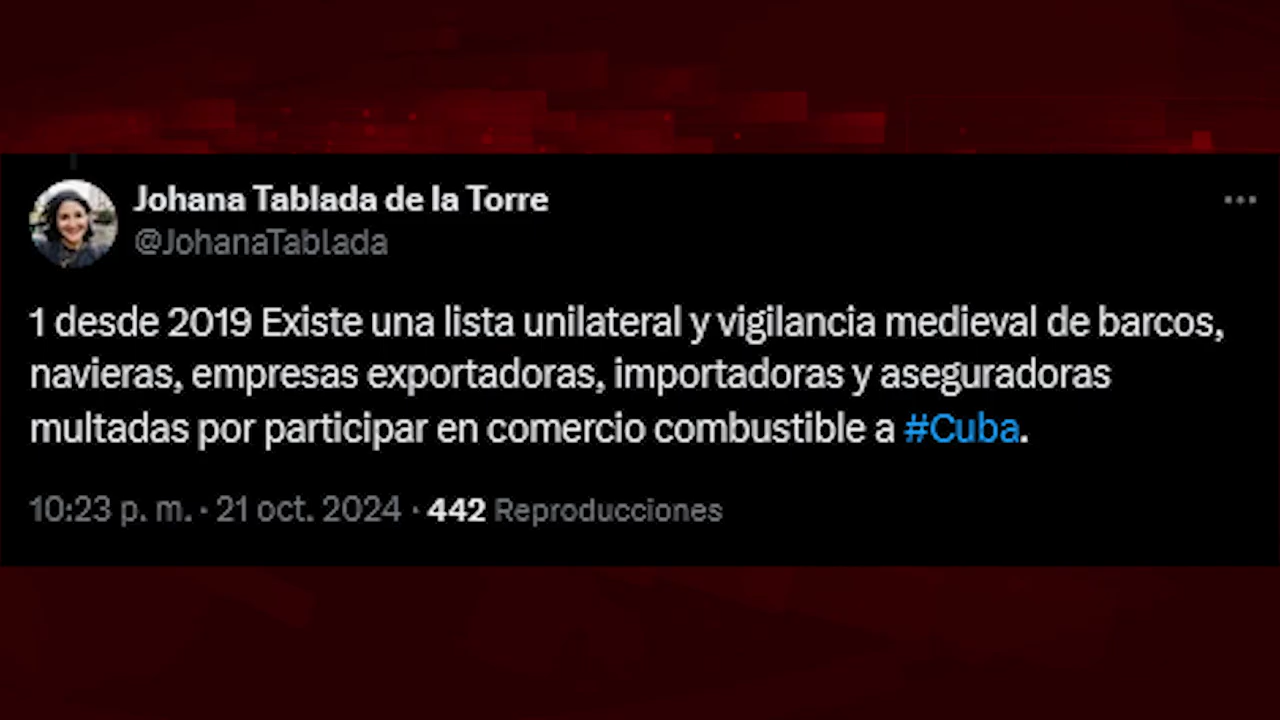 Johana Tablada de la Torre
@JohanaTablada
1 desde 2019 Existe una lista unilateral y vigilancia medieval de barcos,
navieras, empresas exportadoras, importadoras y aseguradoras
multadas por participar en comercio combustible a #Cuba.
10:23 p. m. · 21 oct. 2024 · 442 Reproducciones